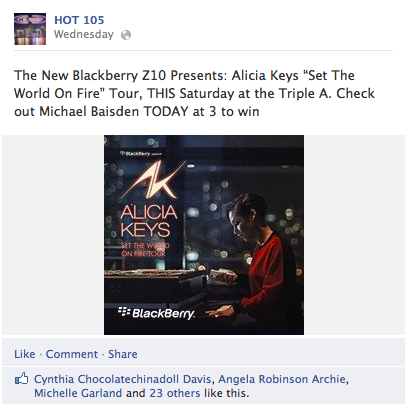 HOT 105
Wednesday
The New Blackberry Z10 Presents: Alicia Keys “Set The
World On Fire” Tour, THIS Saturday at the Triple A. Check
out Michael Baisden TODAY at 3 to win
BlackBerry presents
AK
ALICIA
KEYS
SET THE WORLD
ON FIRE TOUR
BlackBerry
Like · Comment · Share
Cynthia Chocolatechinadoll Davis, Angela Robinson Archie,
Michelle Garland and 23 others like this.